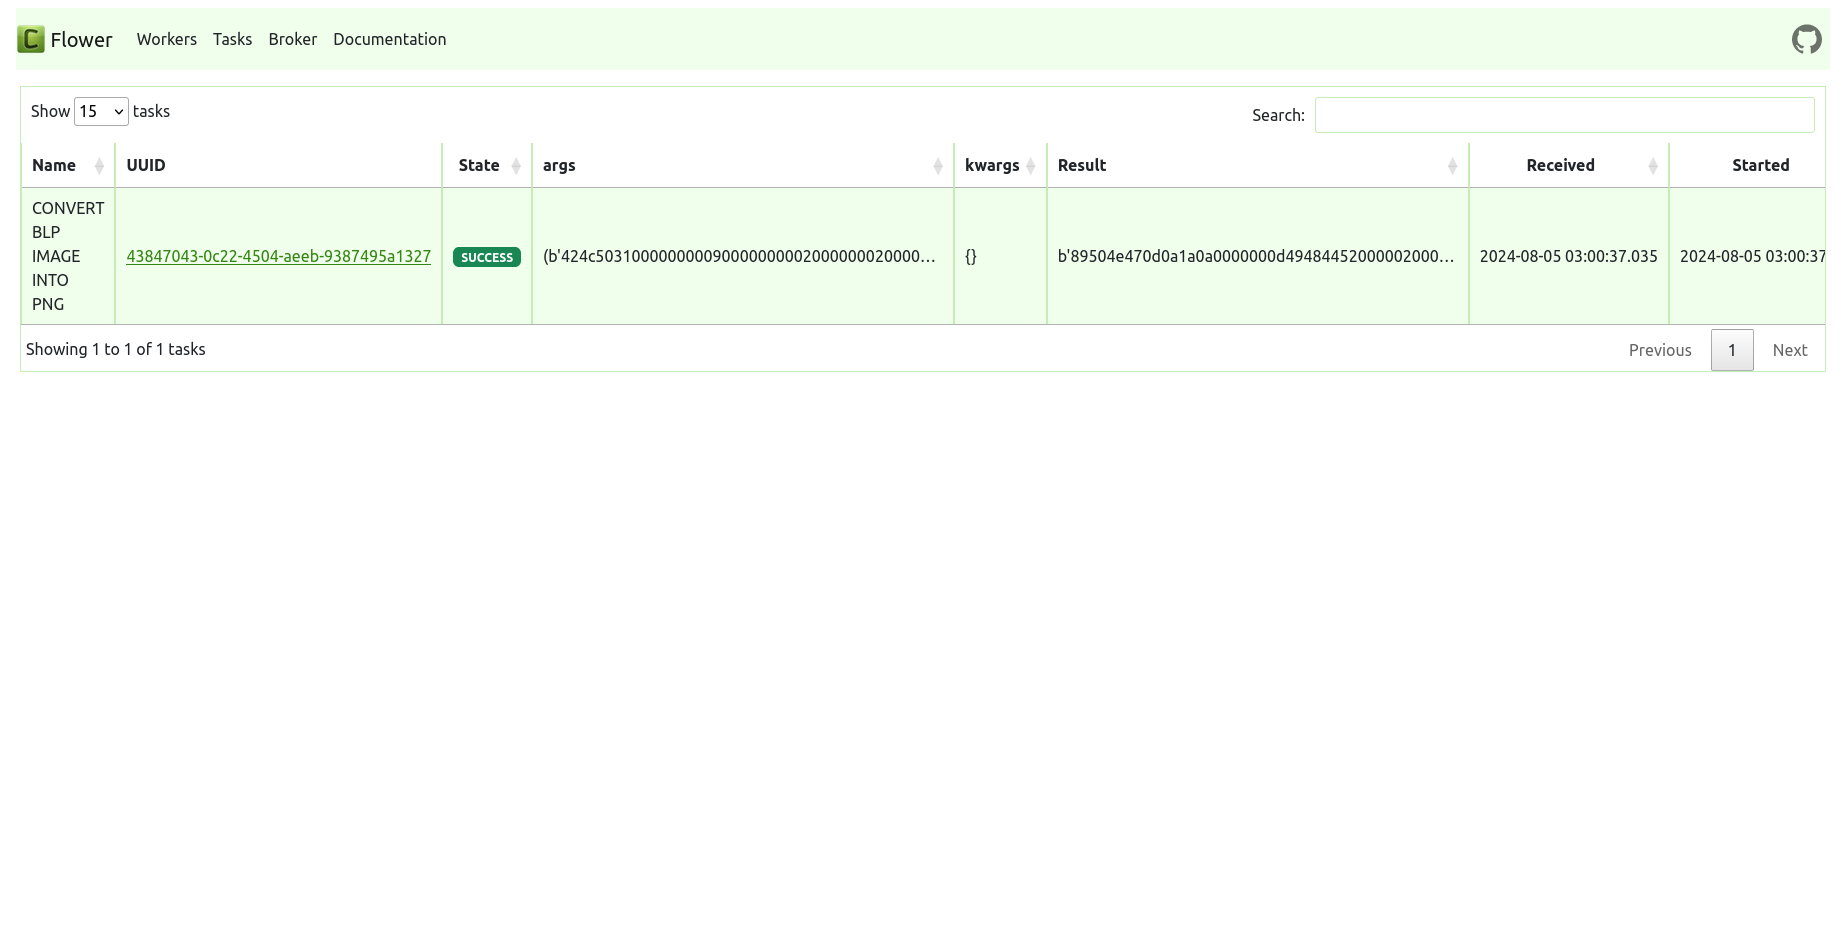 C Flower Workers Tasks Broker Documentation
Show 15 tasks Search:
Name UUID State args kwargs Result Received Started
CONVERT
BLP
IMAGE
INTO
PNG
43847043-0c22-4504-aeeb-9387495a1327 SUCCESS (b'424c503100000000090000000002000000020000… {} b'89504e470d0a1a0a0000000d49484452000002000… 2024-08-05 03:00:37.035 2024-08-05 03:00:37
Showing 1 to 1 of 1 tasks Previous 1 Next